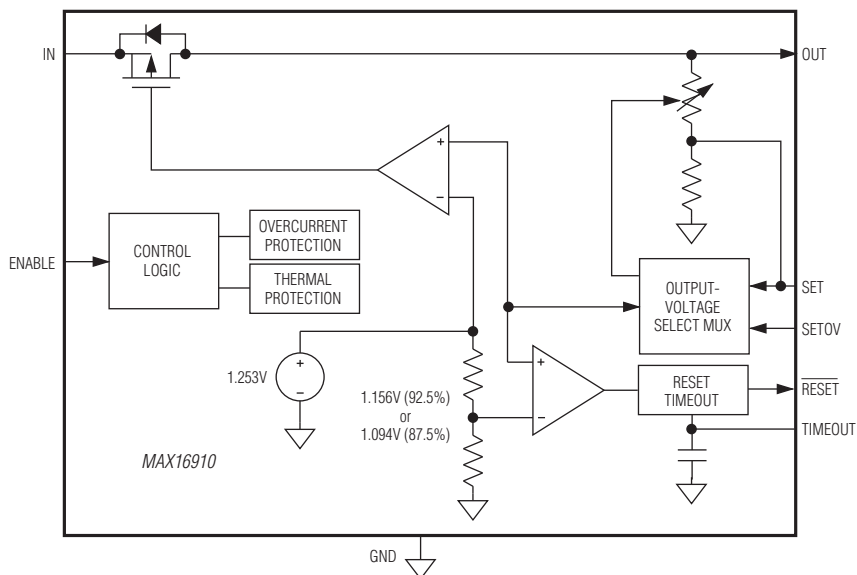 IN
OUT
+
−
OVERCURRENT
PROTECTION
CONTROL
LOGIC
ENABLE
THERMAL
PROTECTION
OUTPUT-
VOLTAGE
SELECT MUX
SET
SETOV
+
−
1.253V
1.156V (92.5%)
or
1.094V (87.5%)
+
−
RESET
TIMEOUT
RESET
TIMEOUT
MAX16910
GND